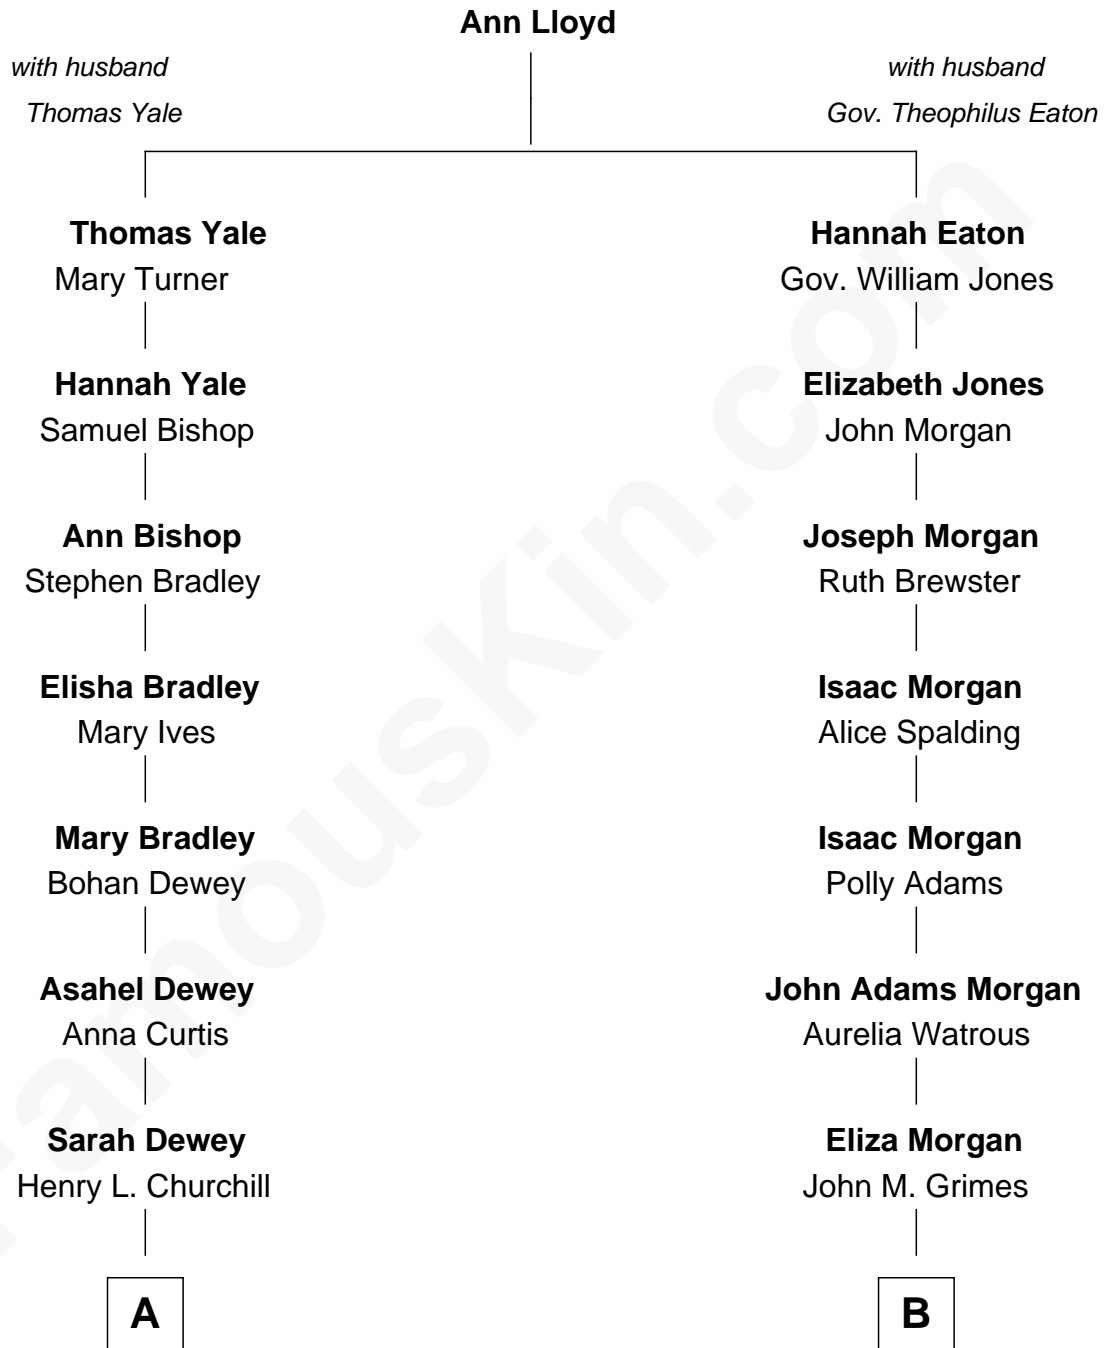 Ann Lloyd
with husband
Thomas Yale
with husband
Gov. Theophilus Eaton
Thomas Yale
Mary Turner
Hannah Eaton
Gov. William Jones
Hannah Yale
Samuel Bishop
Elizabeth Jones
John Morgan
Ann Bishop
Stephen Bradley
Joseph Morgan
Ruth Brewster
Elisha Bradley
Mary Ives
Isaac Morgan
Alice Spalding
Mary Bradley
Bohan Dewey
Isaac Morgan
Polly Adams
Asahel Dewey
Anna Curtis
John Adams Morgan
Aurelia Watrous
Sarah Dewey
Henry L. Churchill
Eliza Morgan
John M. Grimes
A
B
FamousKin.com